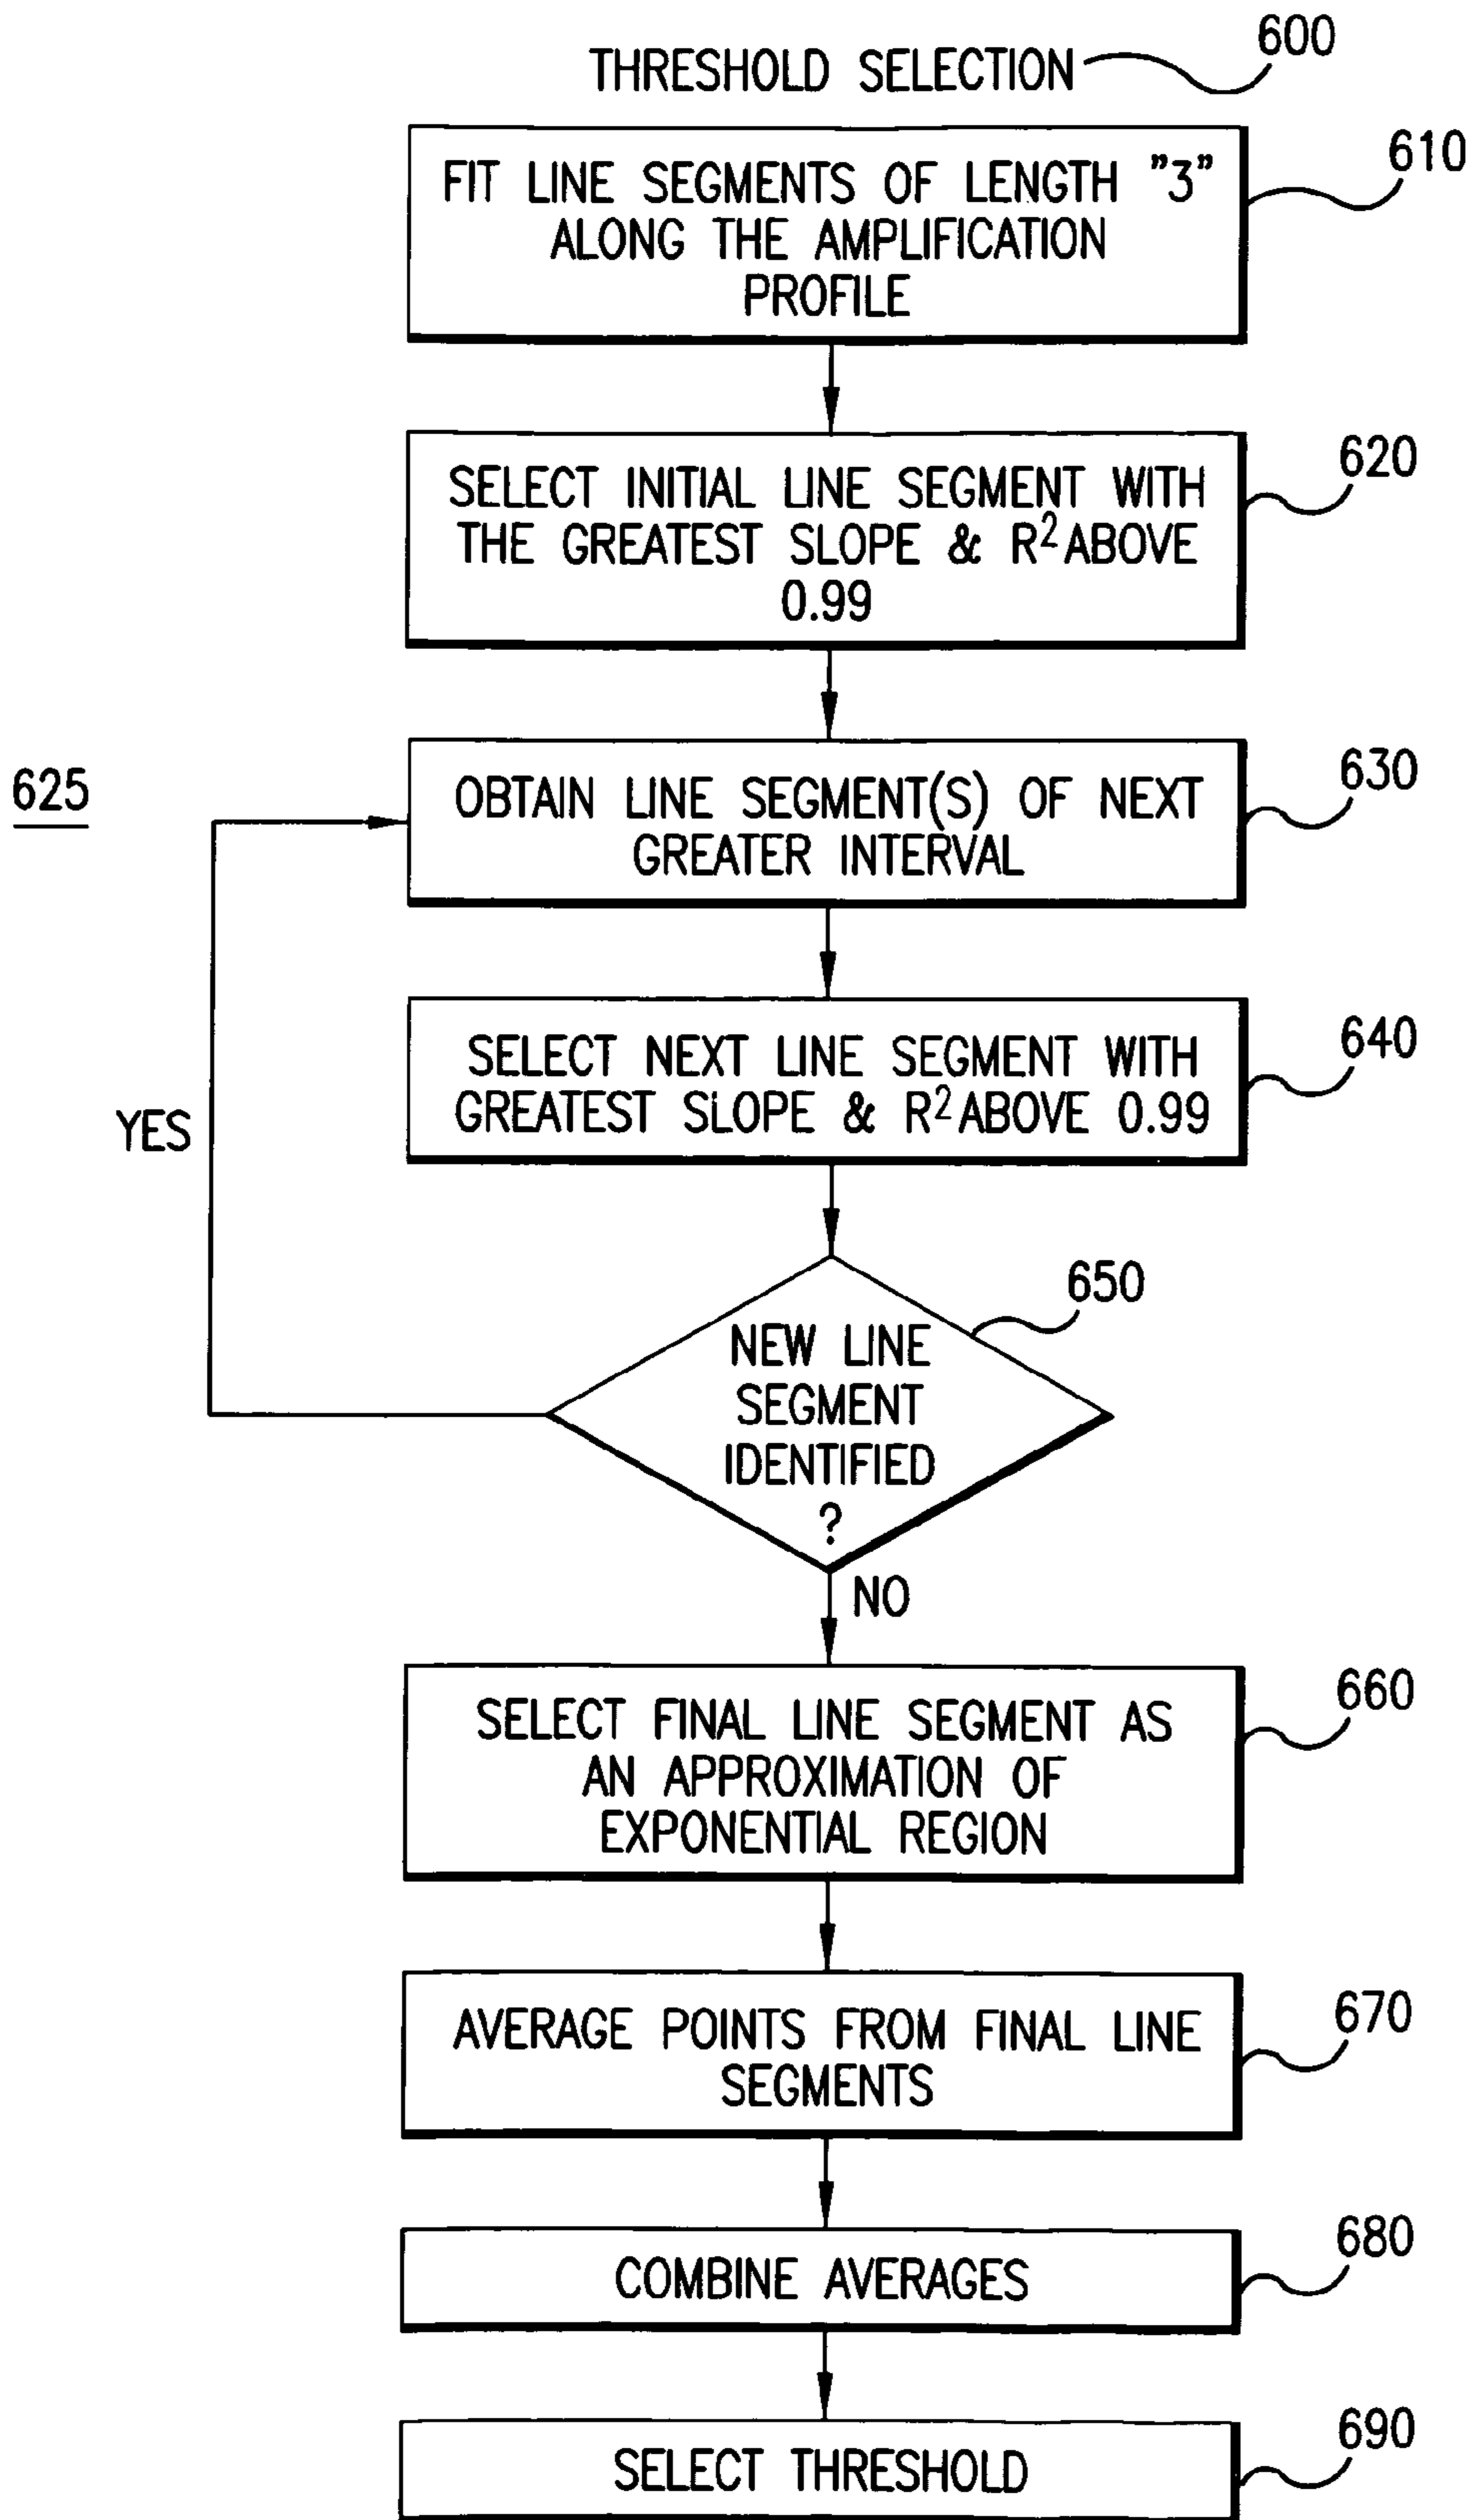 THRESHOLD SELECTION
600
FIT LINE SEGMENTS OF LENGTH "3"
ALONG THE AMPLIFICATION
PROFILE
610
SELECT INITIAL LINE SEGMENT WITH
THE GREATEST SLOPE & R² ABOVE
0.99
620
625
OBTAIN LINE SEGMENT(S) OF NEXT
GREATER INTERVAL
630
SELECT NEXT LINE SEGMENT WITH
GREATEST SLOPE & R² ABOVE 0.99
640
YES
NEW LINE
SEGMENT
IDENTIFIED
?
650
NO
SELECT FINAL LINE SEGMENT AS
AN APPROXIMATION OF
EXPONENTIAL REGION
660
AVERAGE POINTS FROM FINAL LINE
SEGMENTS
670
COMBINE AVERAGES
680
SELECT THRESHOLD
690